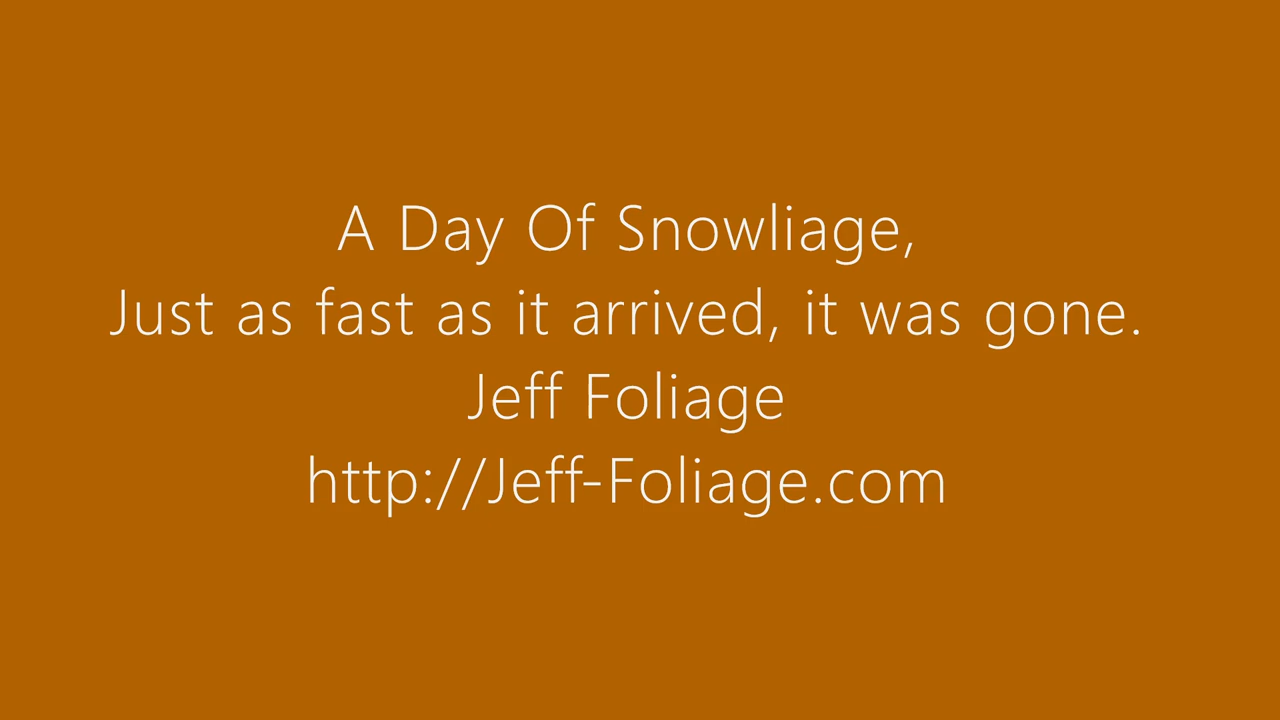 A Day Of Snowliage,
Just as fast as it arrived, it was gone.
Jeff Foliage
http://Jeff-Foliage.com